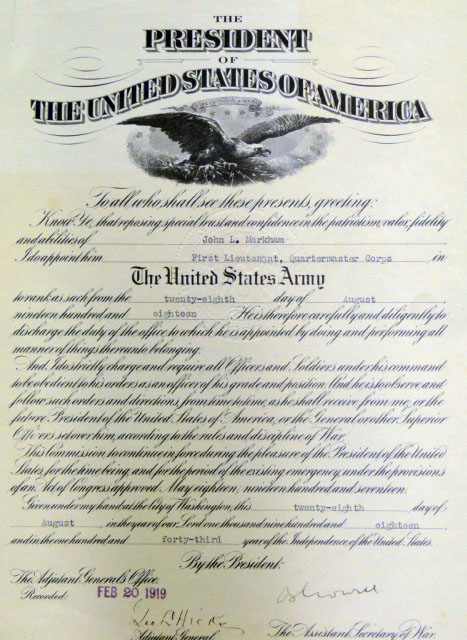 THE
PRESIDENT
OF
THE UNITED STATES OF AMERICA
To all who shall see these presents, greeting:
Know Ye, that reposing special trust and confidence in the patriotism, valor, fidelity
and abilities of John L. Markham
I do appoint him First Lieutenant, Quartermaster Corps in
The United States Army
to rank as such from the twenty-eighth day of August
nineteen hundred and eighteen He is therefore carefully and diligently to
discharge the duty of the office to which he is appointed by doing and performing all
manner of things thereunto belonging.
And I do strictly charge and require all Officers and Soldiers under his command
to be obedient to his orders as an officer of his grade and position. And he is to observe and
follow such orders and directions, from time to time, as he shall receive from me, or the
future President of the United States of America, or the General or other Superior
Officers set over him, according to the rules and discipline of War.
This Commission to continue in force during the pleasure of the President of the United
States, for the time being, and for the period of the existing emergency, under the provisions
of an Act of Congress approved May eighteen, nineteen hundred and seventeen.
Given under my hand at the City of Washington, this twenty-eighth day of
August in the year of our Lord one thousand nine hundred and eighteen
and in the one hundred and forty-third year of the Independence of the United States.
By the President:
The Adjutant General's Office.
Recorded: FEB 20 1919
Adjutant General.
The Assistant Secretary of War.